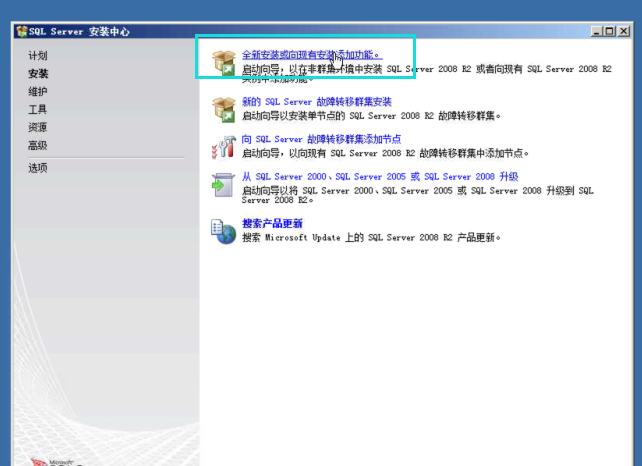 SQL Server 安装中心
计划
安装
维护
工具
资源
高级
选项
全新安装或向现有安装添加功能。
启动向导，以在非群集环境中安装 SQL Server 2008 R2 或者向现有 SQL Server 2008 R2
实例中添加功能。
新的 SQL Server 故障转移群集安装
启动向导以安装单节点的 SQL Server 2008 R2 故障转移群集。
向 SQL Server 故障转移群集添加节点
启动向导，以向现有 SQL Server 2008 R2 故障转移群集中添加节点。
从 SQL Server 2000、SQL Server 2005 或 SQL Server 2008 升级
启动向导以将 SQL Server 2000、SQL Server 2005 或 SQL Server 2008 升级到 SQL
Server 2008 R2。
搜索产品更新
搜索 Microsoft Update 上的 SQL Server 2008 R2 产品更新。
Microsoft